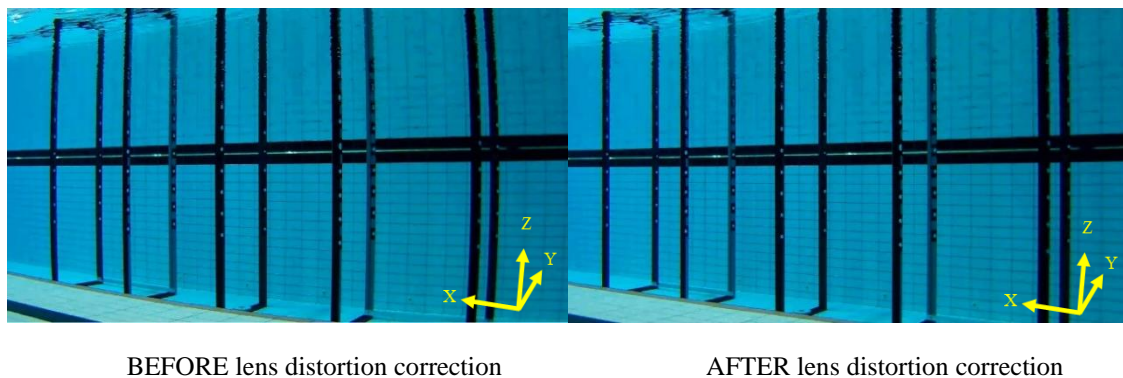 Z
Y
X
Z
Y
X
BEFORE lens distortion correction
AFTER lens distortion correction